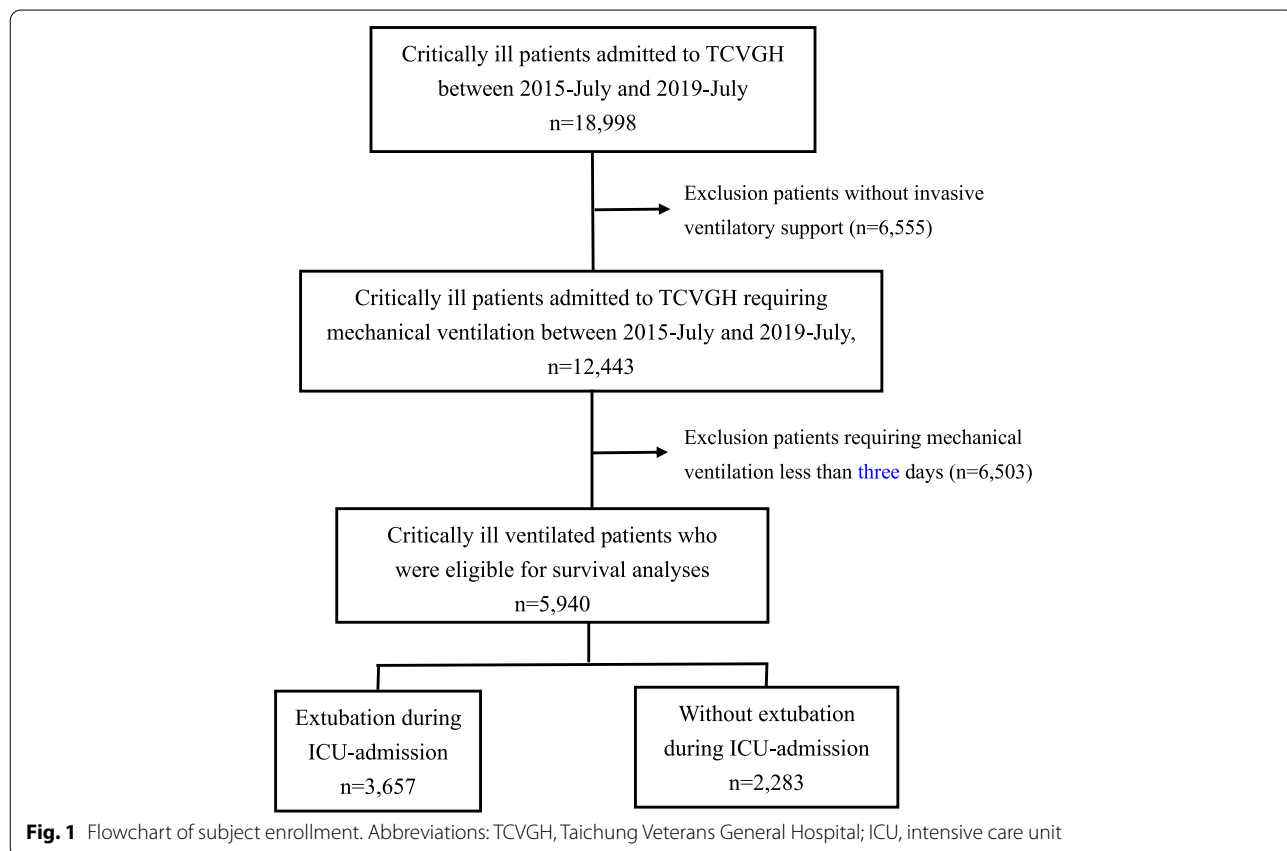 Critically ill patients admitted to TCVGH
between 2015-July and 2019-July
n=18,998
Exclusion patients without invasive
ventilatory support (n=6,555)
Critically ill patients admitted to TCVGH requiring
mechanical ventilation between 2015-July and 2019-July,
n=12,443
Exclusion patients requiring mechanical
ventilation less than three days (n=6,503)
Critically ill ventilated patients who
were eligible for survival analyses
n=5,940
Extubation during
ICU-admission
n=3,657
Without extubation
during ICU-admission
n=2,283
Fig. 1 Flowchart of subject enrollment. Abbreviations: TCVGH, Taichung Veterans General Hospital; ICU, intensive care unit